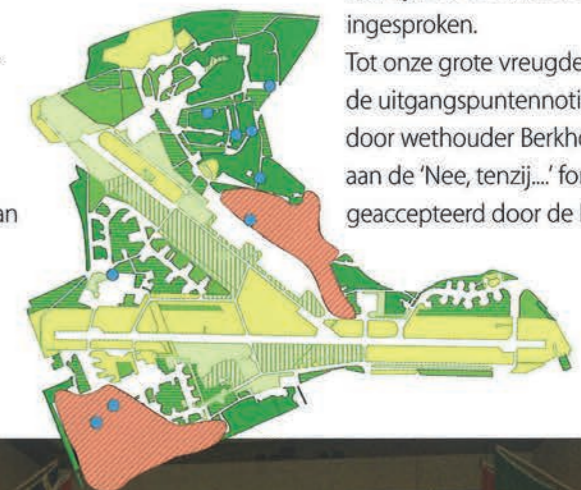 ingesproken.
Tot onze grote vreugde
de uitgangspuntennoti
door wethouder Berkho
aan de 'Nee, tenzij....' for
geaccepteerd door de
an